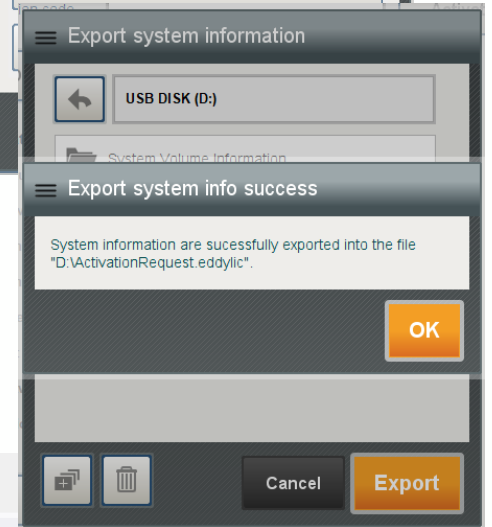 Export system information
USB DISK (D:)
System Volume Information
Export system info success
System information are sucessfully exported into the file
"D:\ActivationRequest.eddylic".
OK
Cancel
Export